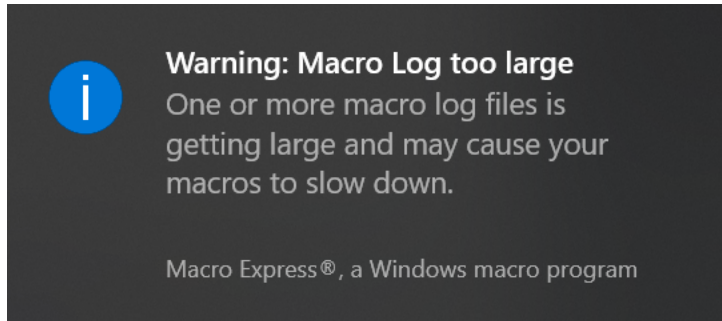 Warning: Macro Log too large
One or more macro log files is
getting large and may cause your
macros to slow down.
Macro Express®, a Windows macro program